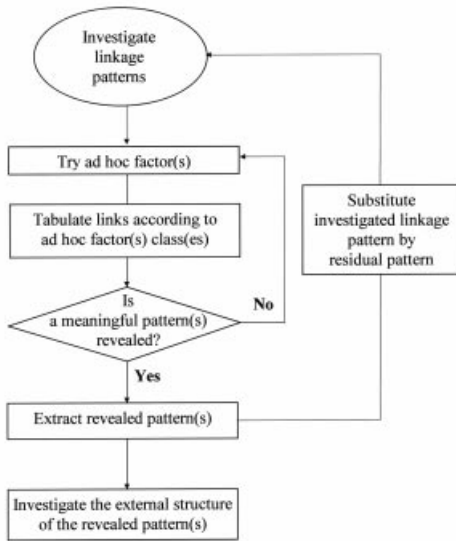 Investigate
linkage
patterns
Try ad hoc factor(s)
Tabulate links according to
ad hoc factor(s) class(es)
Is
a meaningful pattern(s)
revealed?
No
Yes
Extract revealed pattern(s)
Investigate the external structure
of the revealed pattern(s)
Substitute
investigated linkage
pattern by
residual pattern